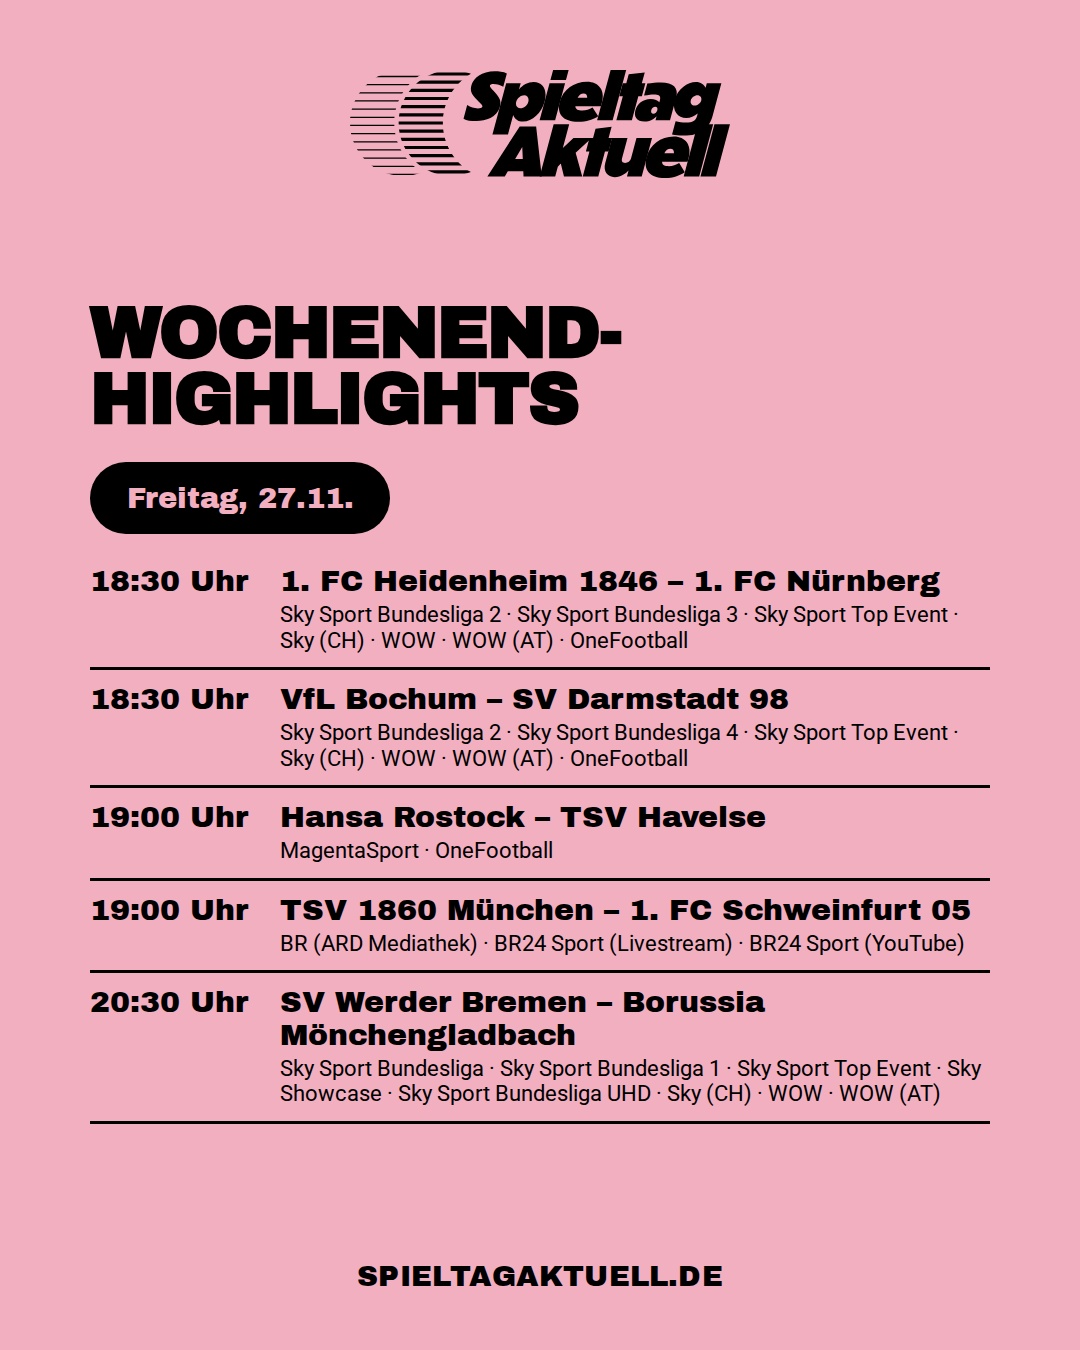 Spieltag
Aktuell
WOCHENEND-
HIGHLIGHTS
Freitag, 27.11.
18:30 Uhr 1. FC Heidenheim 1846 – 1. FC Nürnberg
Sky Sport Bundesliga 2 · Sky Sport Bundesliga 3 · Sky Sport Top Event ·
Sky (CH) · WOW · WOW (AT) · OneFootball
18:30 Uhr VfL Bochum – SV Darmstadt 98
Sky Sport Bundesliga 2 · Sky Sport Bundesliga 4 · Sky Sport Top Event ·
Sky (CH) · WOW · WOW (AT) · OneFootball
19:00 Uhr Hansa Rostock – TSV Havelse
MagentaSport · OneFootball
19:00 Uhr TSV 1860 München – 1. FC Schweinfurt 05
BR (ARD Mediathek) · BR24 Sport (Livestream) · BR24 Sport (YouTube)
20:30 Uhr SV Werder Bremen – Borussia
Mönchengladbach
Sky Sport Bundesliga · Sky Sport Bundesliga 1 · Sky Sport Top Event · Sky
Showcase · Sky Sport Bundesliga UHD · Sky (CH) · WOW · WOW (AT)
SPIELTAGAKTUELL.DE